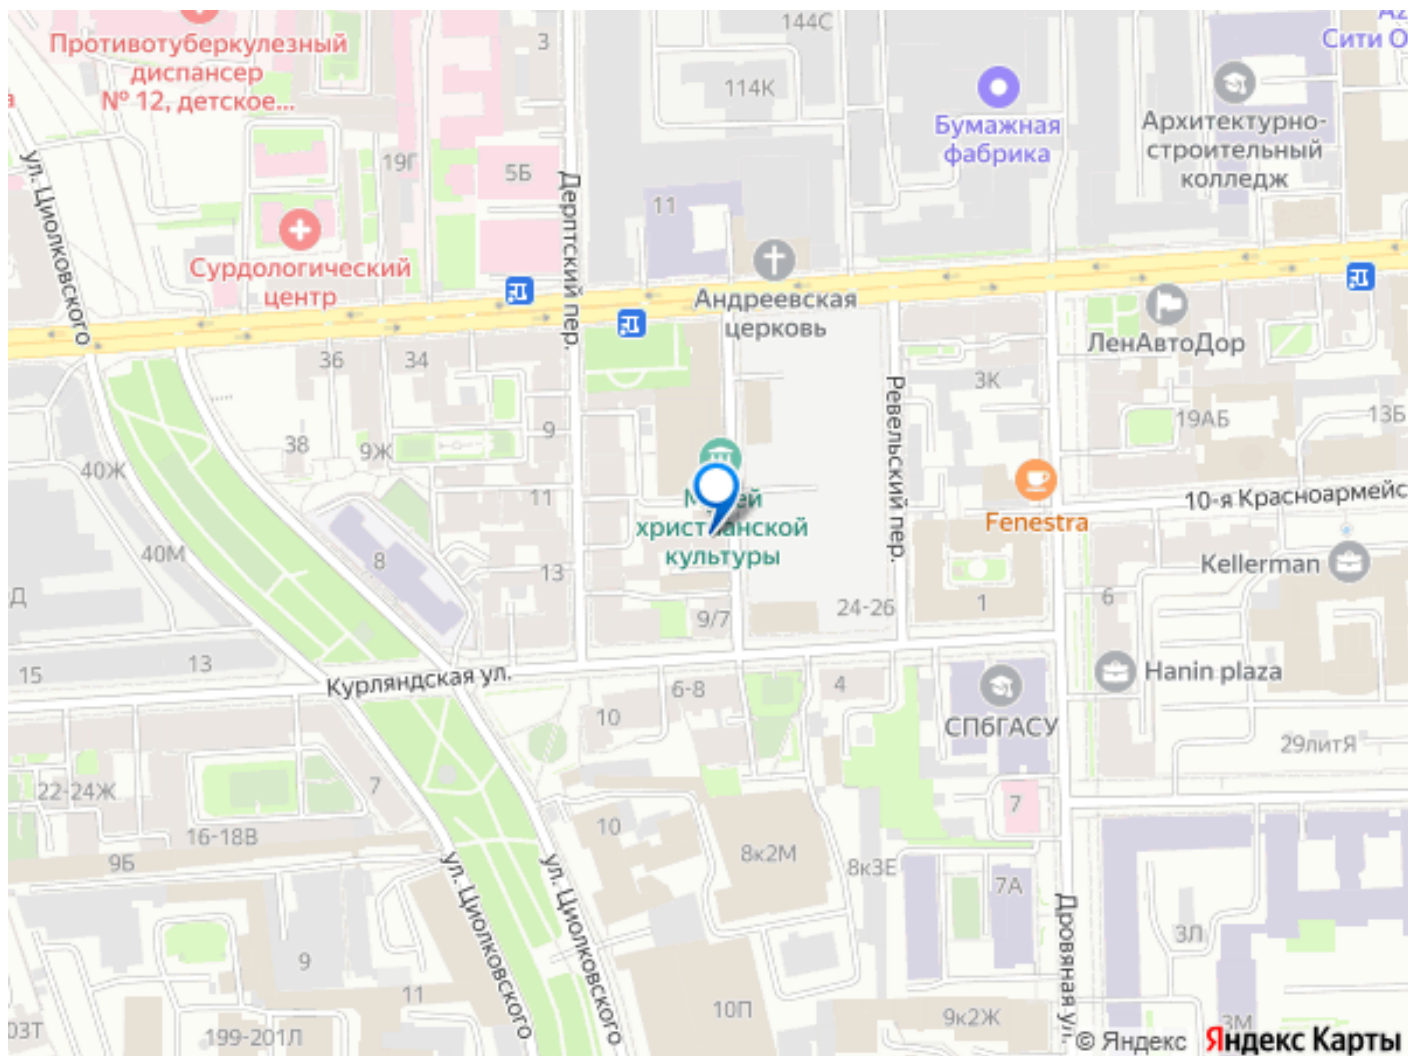 144С
Аz
Сити О
3
Противотуберкулезный
диспансер
№ 12, детское...
а
114К
Бумажная
фабрика
Архитектурно-
строительный
колледж
ул. Циолковского
19Г
5Б
Дерптский пер.
11
Сурдологический
центр
Андреевская
церковь
ЛенАвтоДор
36
34
3К
Ревельский пер.
19АБ
13Б
38
9Ж
9
40Ж
11
Музей
христианской
культуры
Fenestra
10-я Красноармейс
40М
8
13
Kellerman
Д
9/7
24-26
1
6
15
13
Курляндская ул.
6-8
4
Hanin plaza
10
СПбГАСУ
29литЯ
22-24Ж
7
7
16-18В
10
9Б
8к2М
8к3Е
7А
ул. Циолковского
ул. Циолковского
Дровяная ул.
3Л
9
11
10П
9к2Ж
03Т
199-201Л
3М
© Яндекс Яндекс Карты